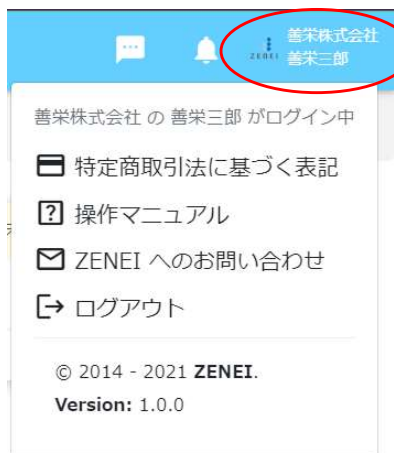 善栄株式会社
ZENEI 善栄三郎
善栄株式会社 の 善栄三郎 がログイン中
特定商取引法に基づく表記
操作マニュアル
ZENEI へのお問い合わせ
ログアウト
© 2014 - 2021 ZENEI.
Version: 1.0.0